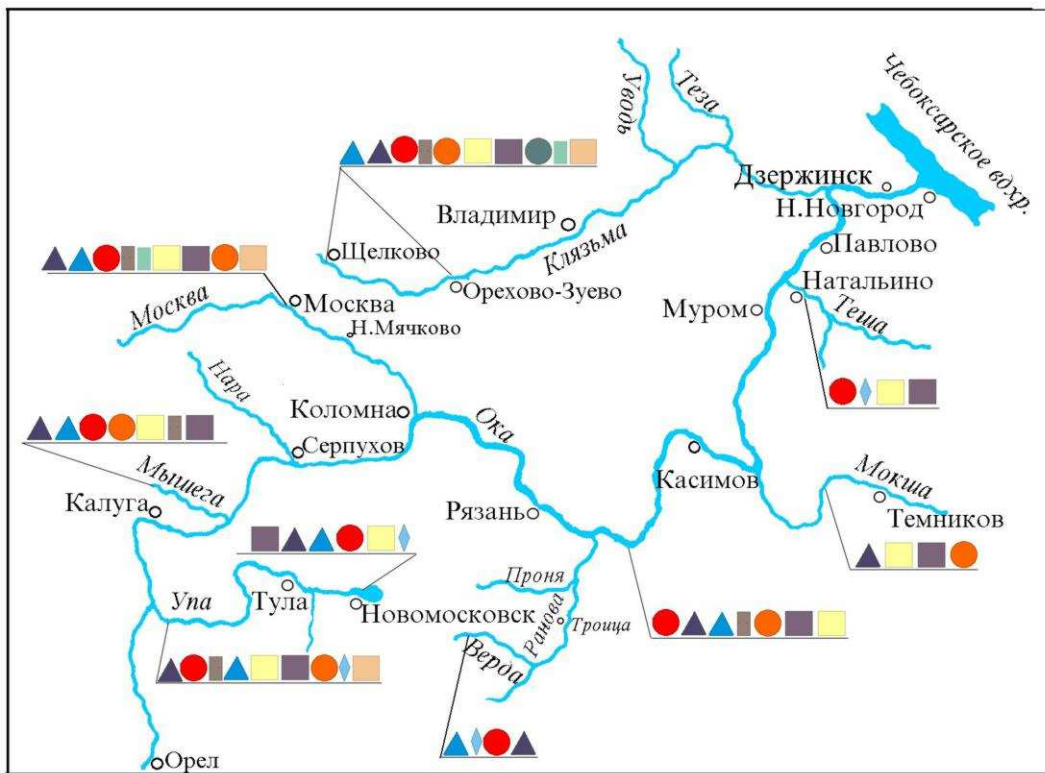 Уводь
Теза
Чебоксарское вдхр.
Дзержинск
Н.Новгород
Владимир
Клязьма
Павлово
Щелково
Орехово-Зуево
Натальино
Москва
Москва
Муром
Теша
Н.Мячково
Нара
Коломна
Ока
Серпухов
Касимов
Мокша
Мышега
Калуга
Рязань
Темников
Проня
Упа
Тула
Новомосковск
Ранова
Троица
Верда
Орел